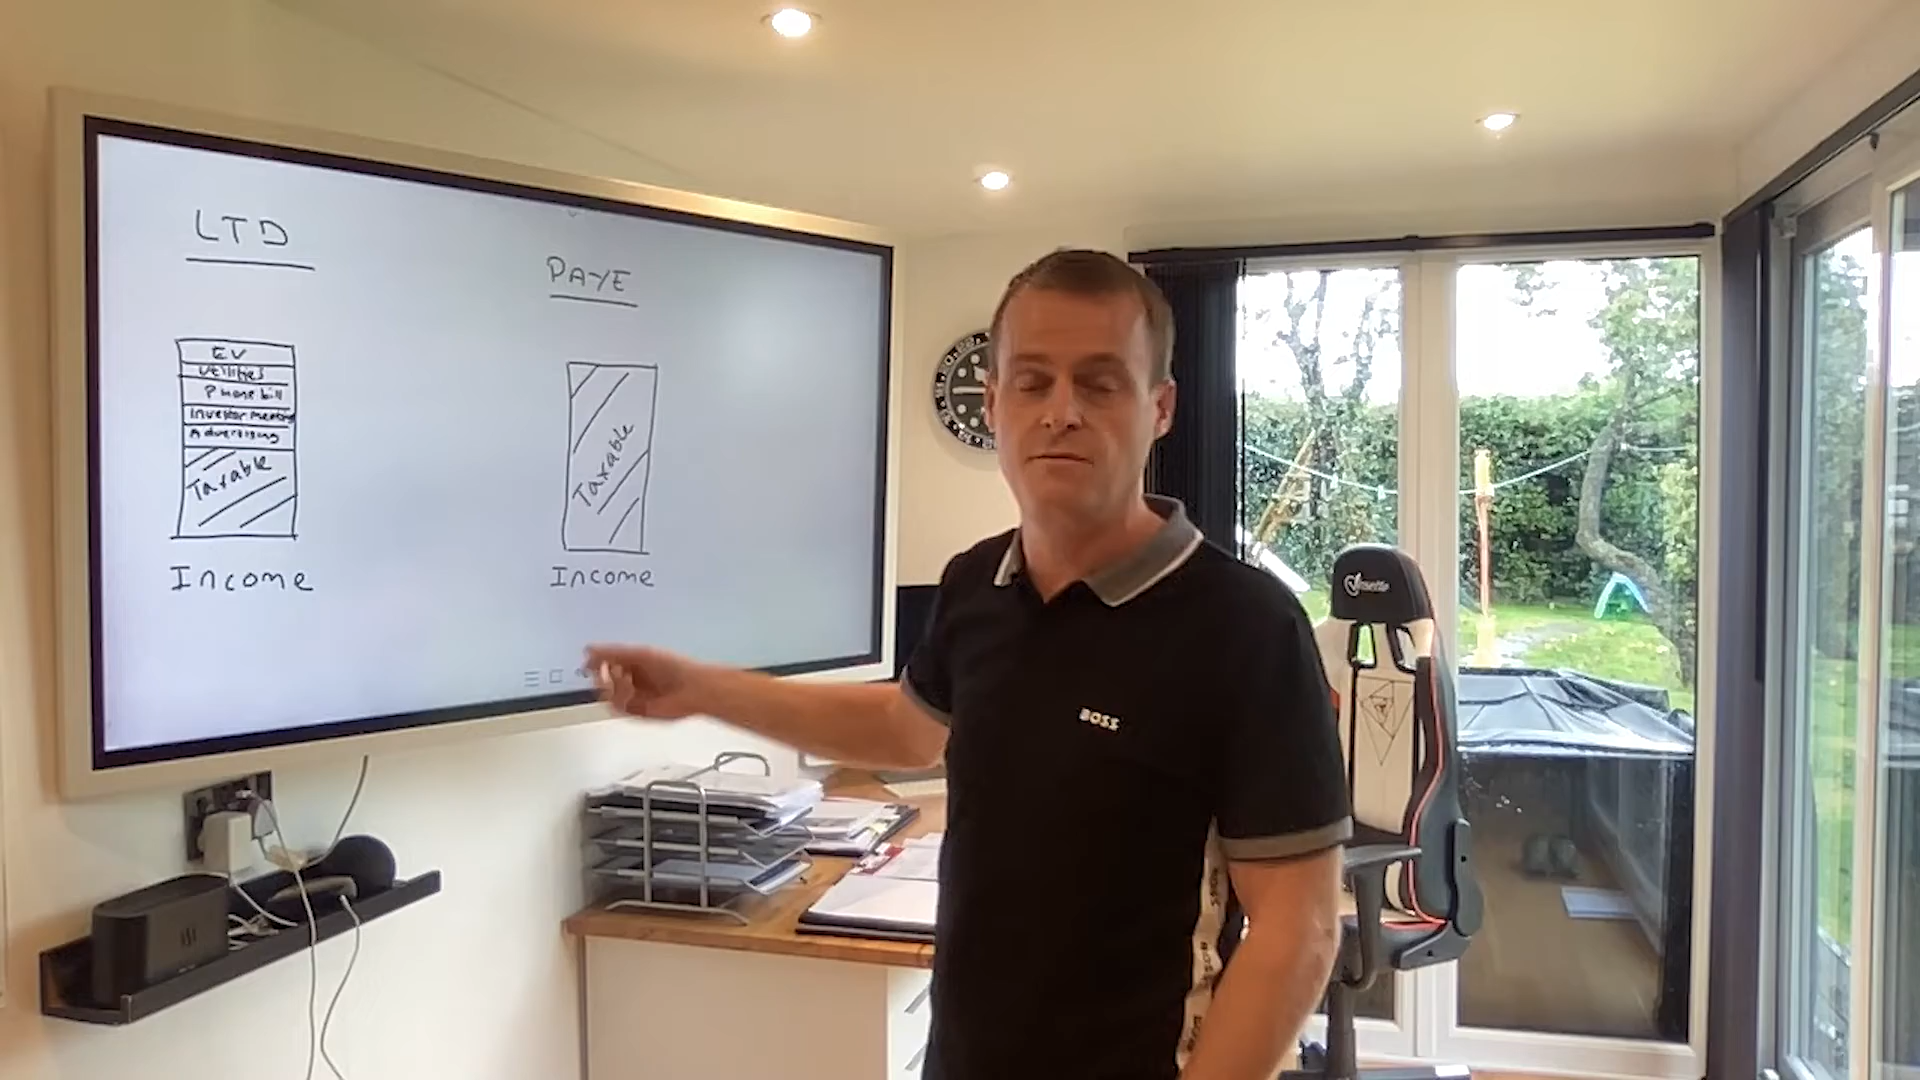 LTD
EV
Utilities
Phone bill
Investor meeting
Advertising
Taxable
Income
PAYE
Taxable
Income
BOSS